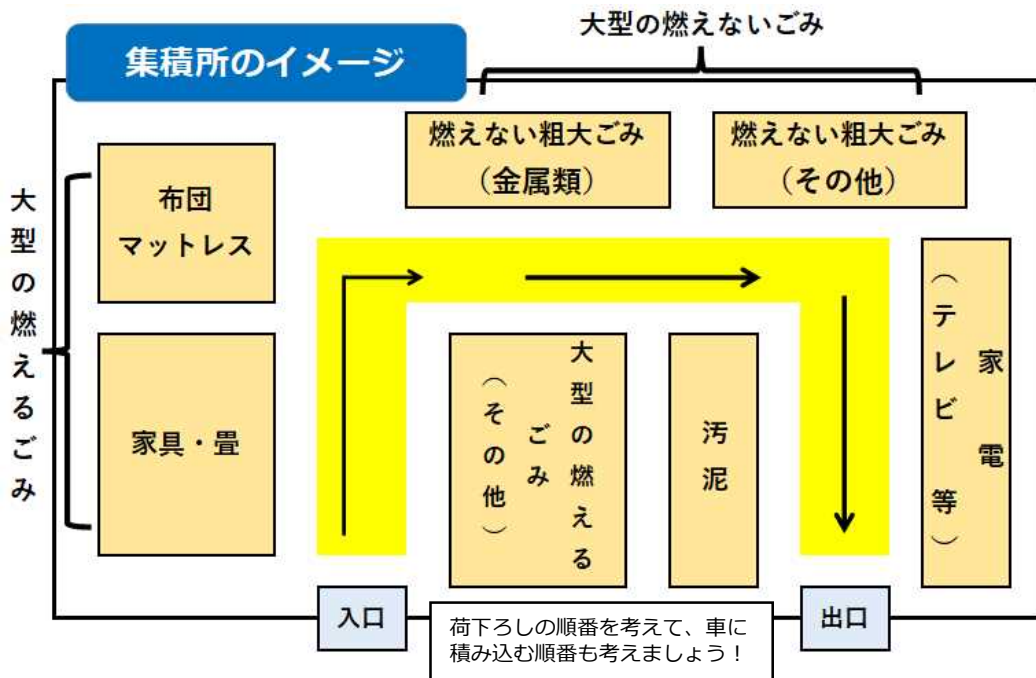 集積所のイメージ
大型の燃えないごみ
燃えない粗大ごみ
（金属類）
燃えない粗大ごみ
（その他）
大型の燃えるごみ
布団
マットレス
家具・畳
大型の燃える
ごみ
（その他）
汚泥
家電
（テレビ 等）
入口
荷下ろしの順番を考えて、車に
積み込む順番も考えましょう！
出口